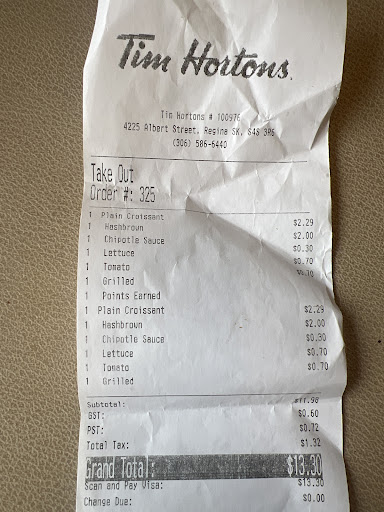 Tim Hortons.
Tim Hortons # 100976
4225 Albert Street, Regina SK, S4S 3R6
(306) 586-6440
Take Out
Order #: 325
1 Plain Croissant $2.29
1 Hashbrown $2.00
1 Chipotle Sauce $0.30
1 Lettuce $0.70
1 Tomato $0.70
1 Grilled
1 Points Earned
1 Plain Croissant $2.29
1 Hashbrown $2.00
1 Chipotle Sauce $0.30
1 Lettuce $0.70
1 Tomato $0.70
1 Grilled
Subtotal: $11.98
GST: $0.60
PST: $0.72
Total Tax: $1.32
Grand Total: $13.30
Scan and Pay Visa: $13.30
Change Due: $0.00